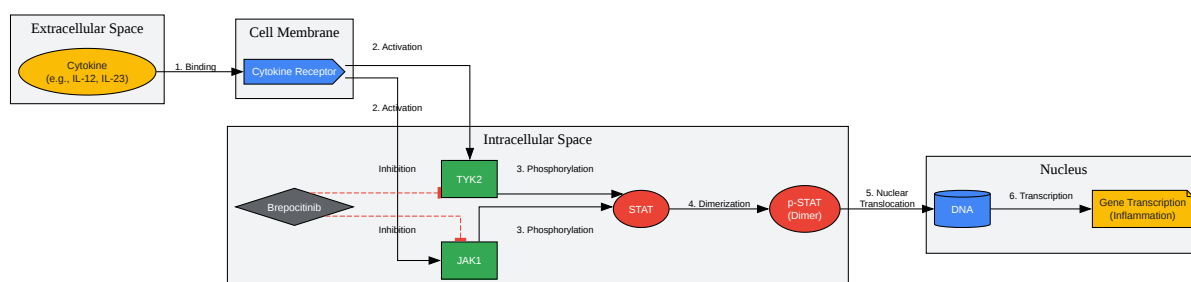 Extracellular Space
Cytokine
(e.g., IL-12, IL-23)
1. Binding
Cell Membrane
Cytokine Receptor
2. Activation
2. Activation
Intracellular Space
Inhibition
TYK2
3. Phosphorylation
Brepocitinib
Inhibition
JAK1
3. Phosphorylation
STAT
4. Dimerization
p-STAT
(Dimer)
5. Nuclear
Translocation
Nucleus
DNA
6. Transcription
Gene Transcription
(Inflammation)